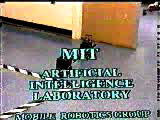 MIT
ARTIFICIAL
INTELLIGENCE
LABORATORY
MOBILE ROBOTICS GROUP